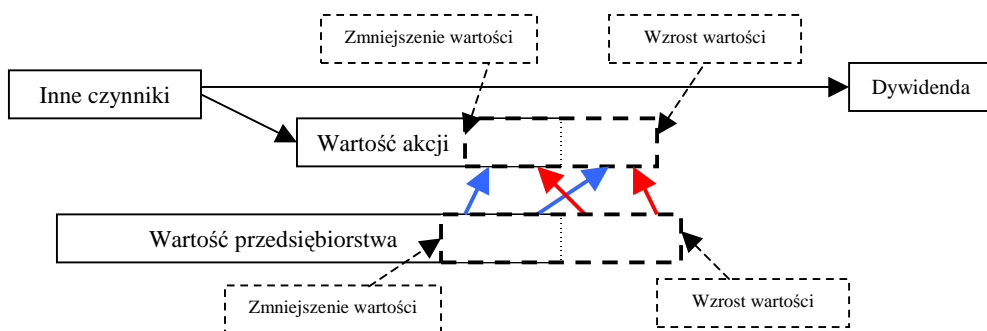 Zmniejszenie wartości
Wzrost wartości
Inne czynniki
Dywidenda
Wartość akcji
Wartość przedsiębiorstwa
Zmniejszenie wartości
Wzrost wartości